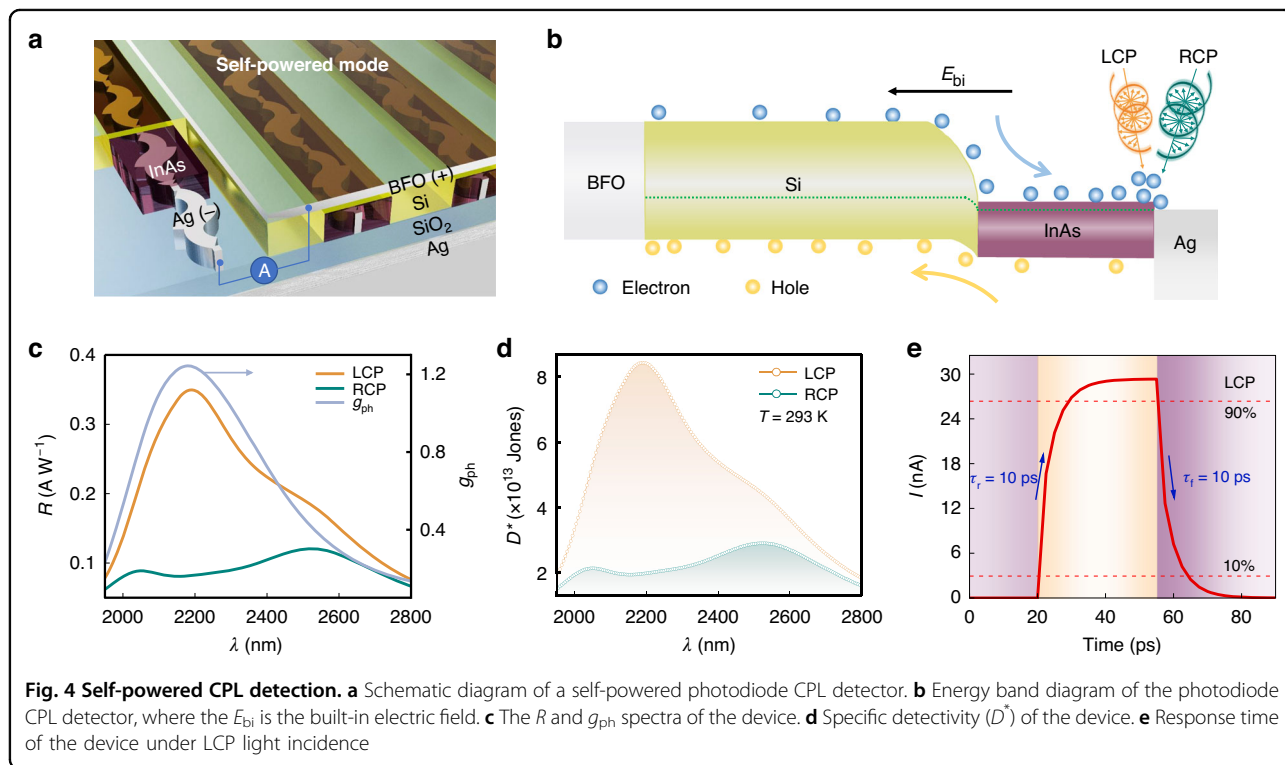 a
Self-powered mode
InAs
Ag (−)
BFO (+)
Si
SiO2
Ag
A
b
LCP RCP
Ebi
BFO
Si
InAs
Ag
Electron Hole
c
0.4
0.3
0.2
0.1
R (A W−1)
LCP
RCP
gph
1.2
0.8
0.4
gph
2000 2200 2400 2600 2800
λ (nm)
d
8
6
4
2
D* (×10^13 Jones)
LCP
RCP
T = 293 K
2000 2200 2400 2600 2800
λ (nm)
e
30
24
18
12
6
0
I (nA)
LCP
90%
τr = 10 ps
τf = 10 ps
10%
0 20 40 60 80
Time (ps)
Fig. 4 Self-powered CPL detection. a Schematic diagram of a self-powered photodiode CPL detector. b Energy band diagram of the photodiode
CPL detector, where the Ebi is the built-in electric field. c The R and gph spectra of the device. d Specific detectivity (D*) of the device. e Response time
of the device under LCP light incidence